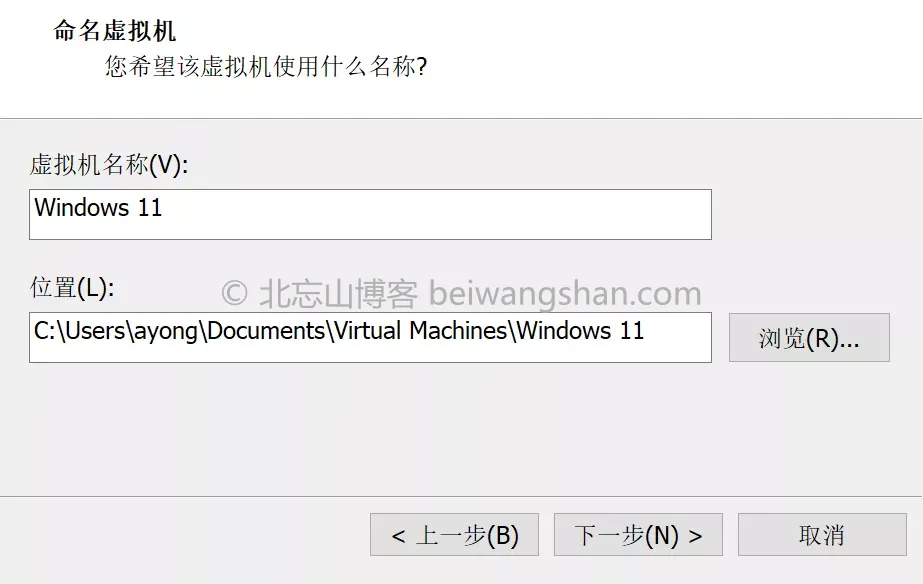 命名虚拟机
您希望该虚拟机使用什么名称?
虚拟机名称(V):
Windows 11
位置(L):
© 北忘山博客 beiwangshan.com
C:\Users\ayong\Documents\Virtual Machines\Windows 11
浏览(R)...
< 上一步(B)
下一步(N) >
取消